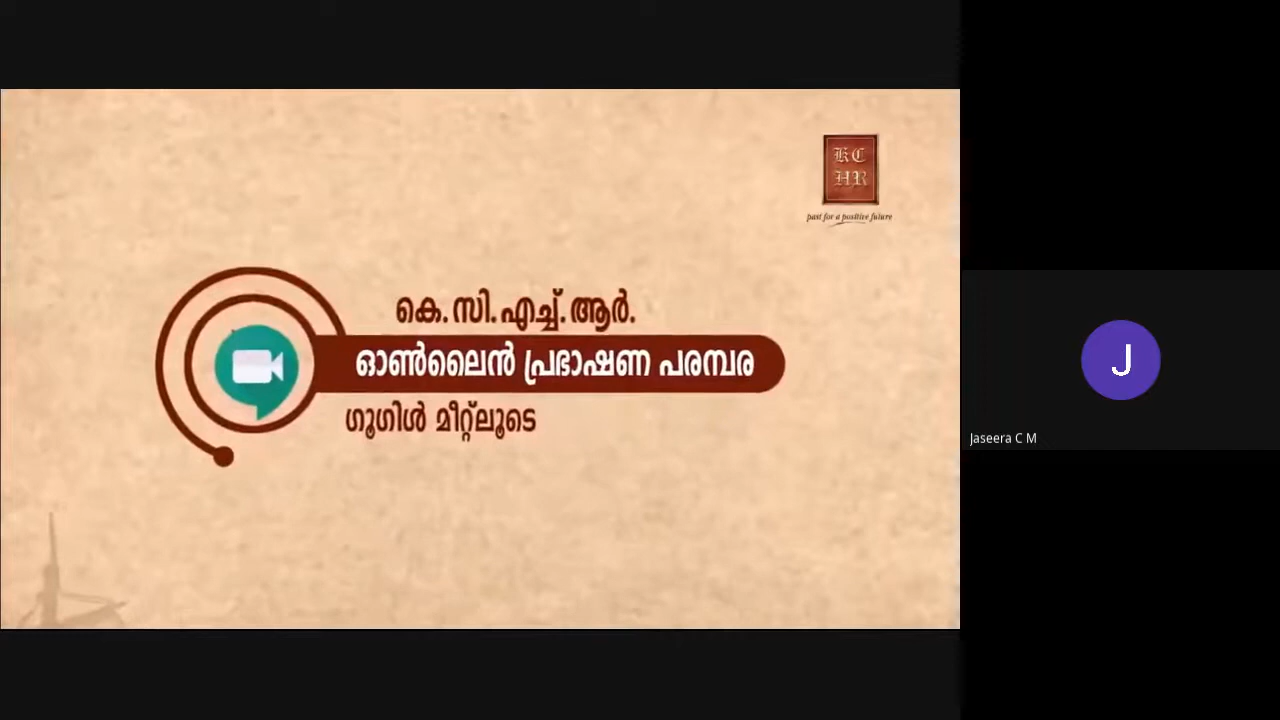 KC
HR
past for a positive future
കെ.സി.എച്ച്.ആർ.
ഓൺലൈൻ പ്രഭാഷണ പരമ്പര
ഗൂഗിൾ മീറ്റ്ലൂടെ
J
Jaseera C M